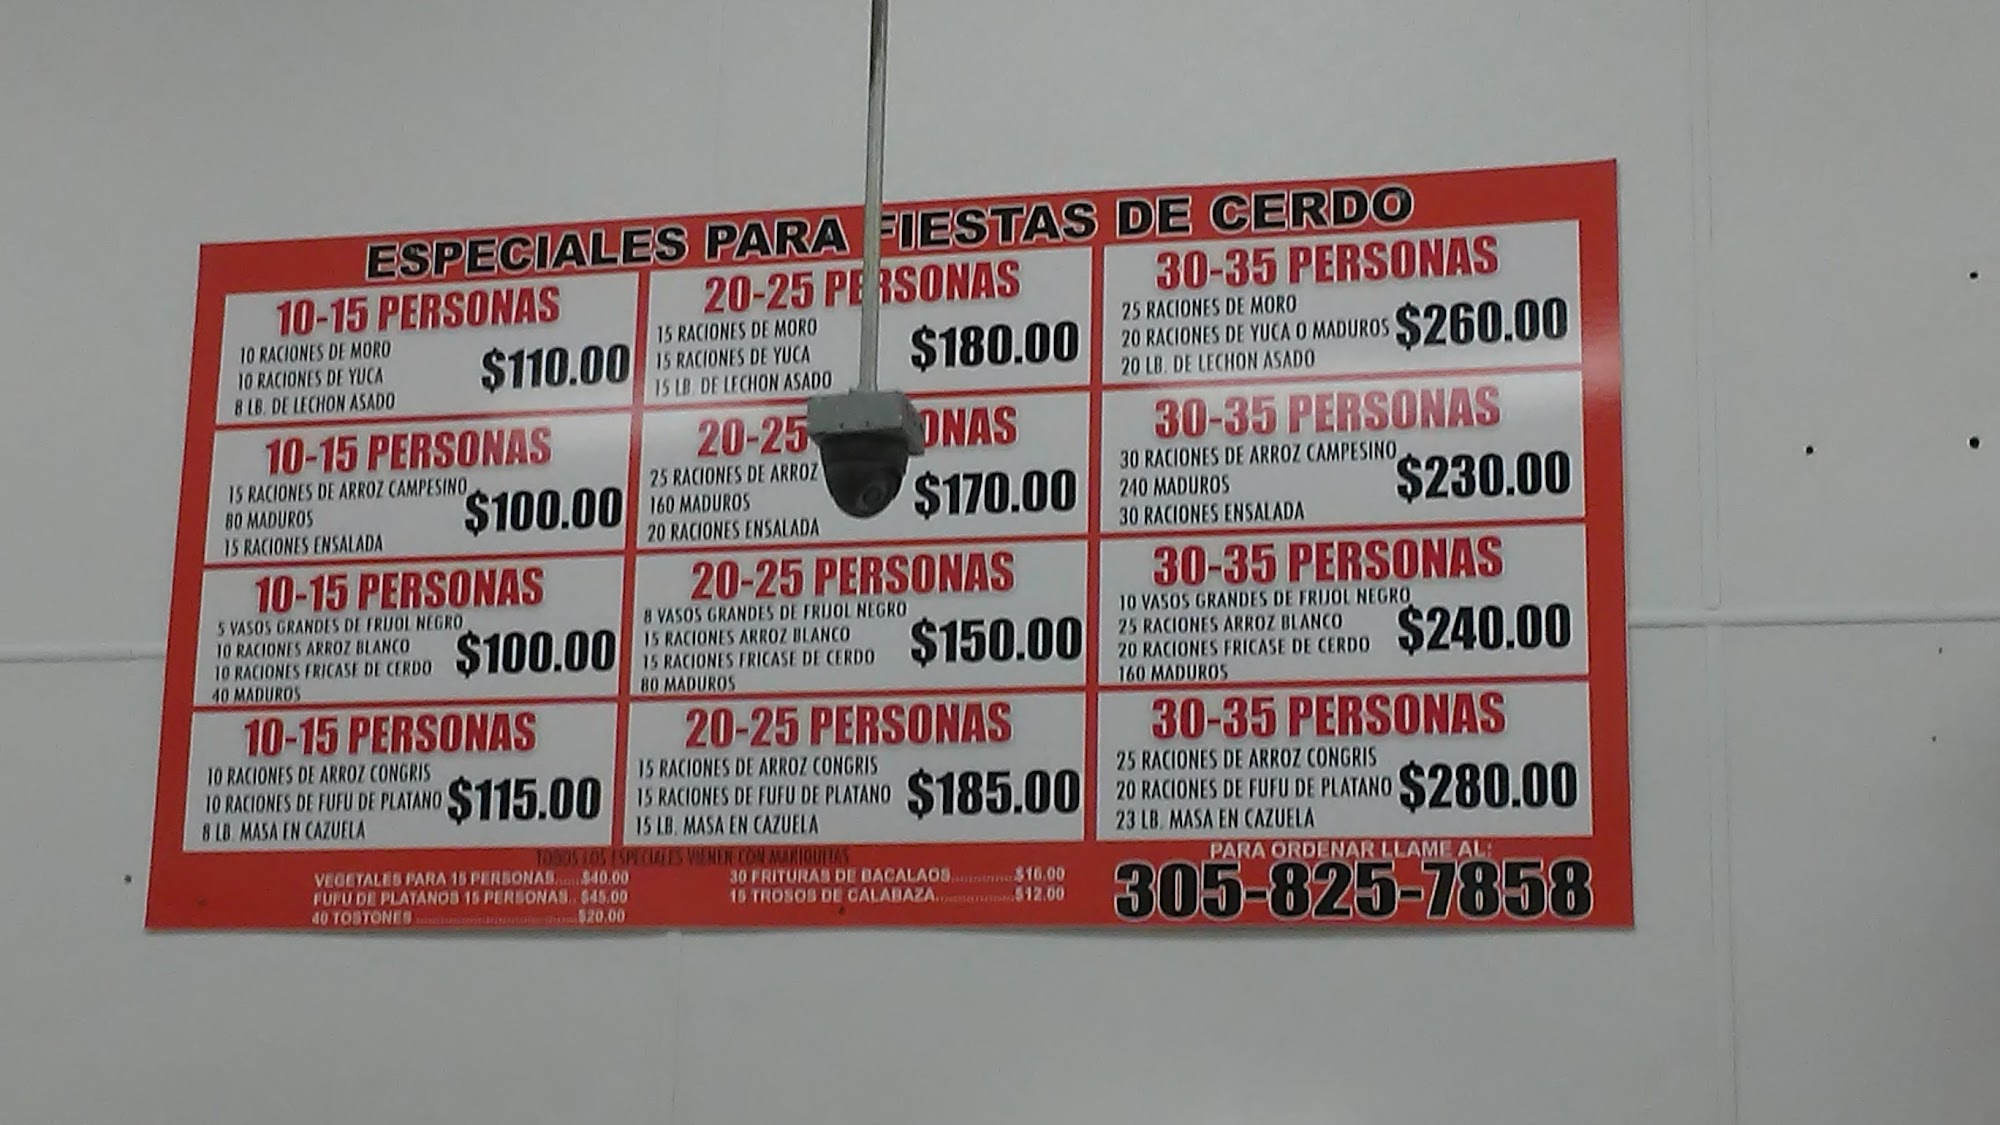 ESPECIALES PARA FIESTAS DE CERDO
10-15 PERSONAS
10 RACIONES DE MORO
10 RACIONES DE YUCA
8 LB. DE LECHON ASADO
$110.00
20-25 PERSONAS
15 RACIONES DE MORO
15 RACIONES DE YUCA
15 LB. DE LECHON ASADO
$180.00
30-35 PERSONAS
25 RACIONES DE MORO
20 RACIONES DE YUCA O MADUROS
20 LB. DE LECHON ASADO
$260.00
10-15 PERSONAS
15 RACIONES DE ARROZ CAMPESINO
80 MADUROS
15 RACIONES ENSALADA
$100.00
20-25 ONAS
25 RACIONES DE ARROZ
160 MADUROS
20 RACIONES ENSALADA
$170.00
30-35 PERSONAS
30 RACIONES DE ARROZ CAMPESINO
240 MADUROS
30 RACIONES ENSALADA
$230.00
10-15 PERSONAS
5 VASOS GRANDES DE FRIJOL NEGRO
10 RACIONES ARROZ BLANCO
10 RACIONES FRICASE DE CERDO
40 MADUROS
$100.00
20-25 PERSONAS
8 VASOS GRANDES DE FRIJOL NEGRO
15 RACIONES ARROZ BLANCO
15 RACIONES FRICASE DE CERDO
80 MADUROS
$150.00
30-35 PERSONAS
10 VASOS GRANDES DE FRIJOL NEGRO
25 RACIONES ARROZ BLANCO
20 RACIONES FRICASE DE CERDO
160 MADUROS
$240.00
10-15 PERSONAS
10 RACIONES DE ARROZ CONGRIS
10 RACIONES DE FUFU DE PLATANO
8 LB. MASA EN CAZUELA
$115.00
20-25 PERSONAS
15 RACIONES DE ARROZ CONGRIS
15 RACIONES DE FUFU DE PLATANO
15 LB. MASA EN CAZUELA
$185.00
30-35 PERSONAS
25 RACIONES DE ARROZ CONGRIS
20 RACIONES DE FUFU DE PLATANO
23 LB. MASA EN CAZUELA
$280.00
TODOS LOS ESPECIALES VIENEN CON MARIQUITAS
VEGETALES PARA 15 PERSONAS......$40.00
FUFU DE PLATANOS 15 PERSONAS.. $45.00
40 TOSTONES ..........................$20.00
30 FRITURAS DE BACALAOS.............$16.00
15 TROSOS DE CALABAZA................$12.00
PARA ORDENAR LLAME AL:
305-825-7858